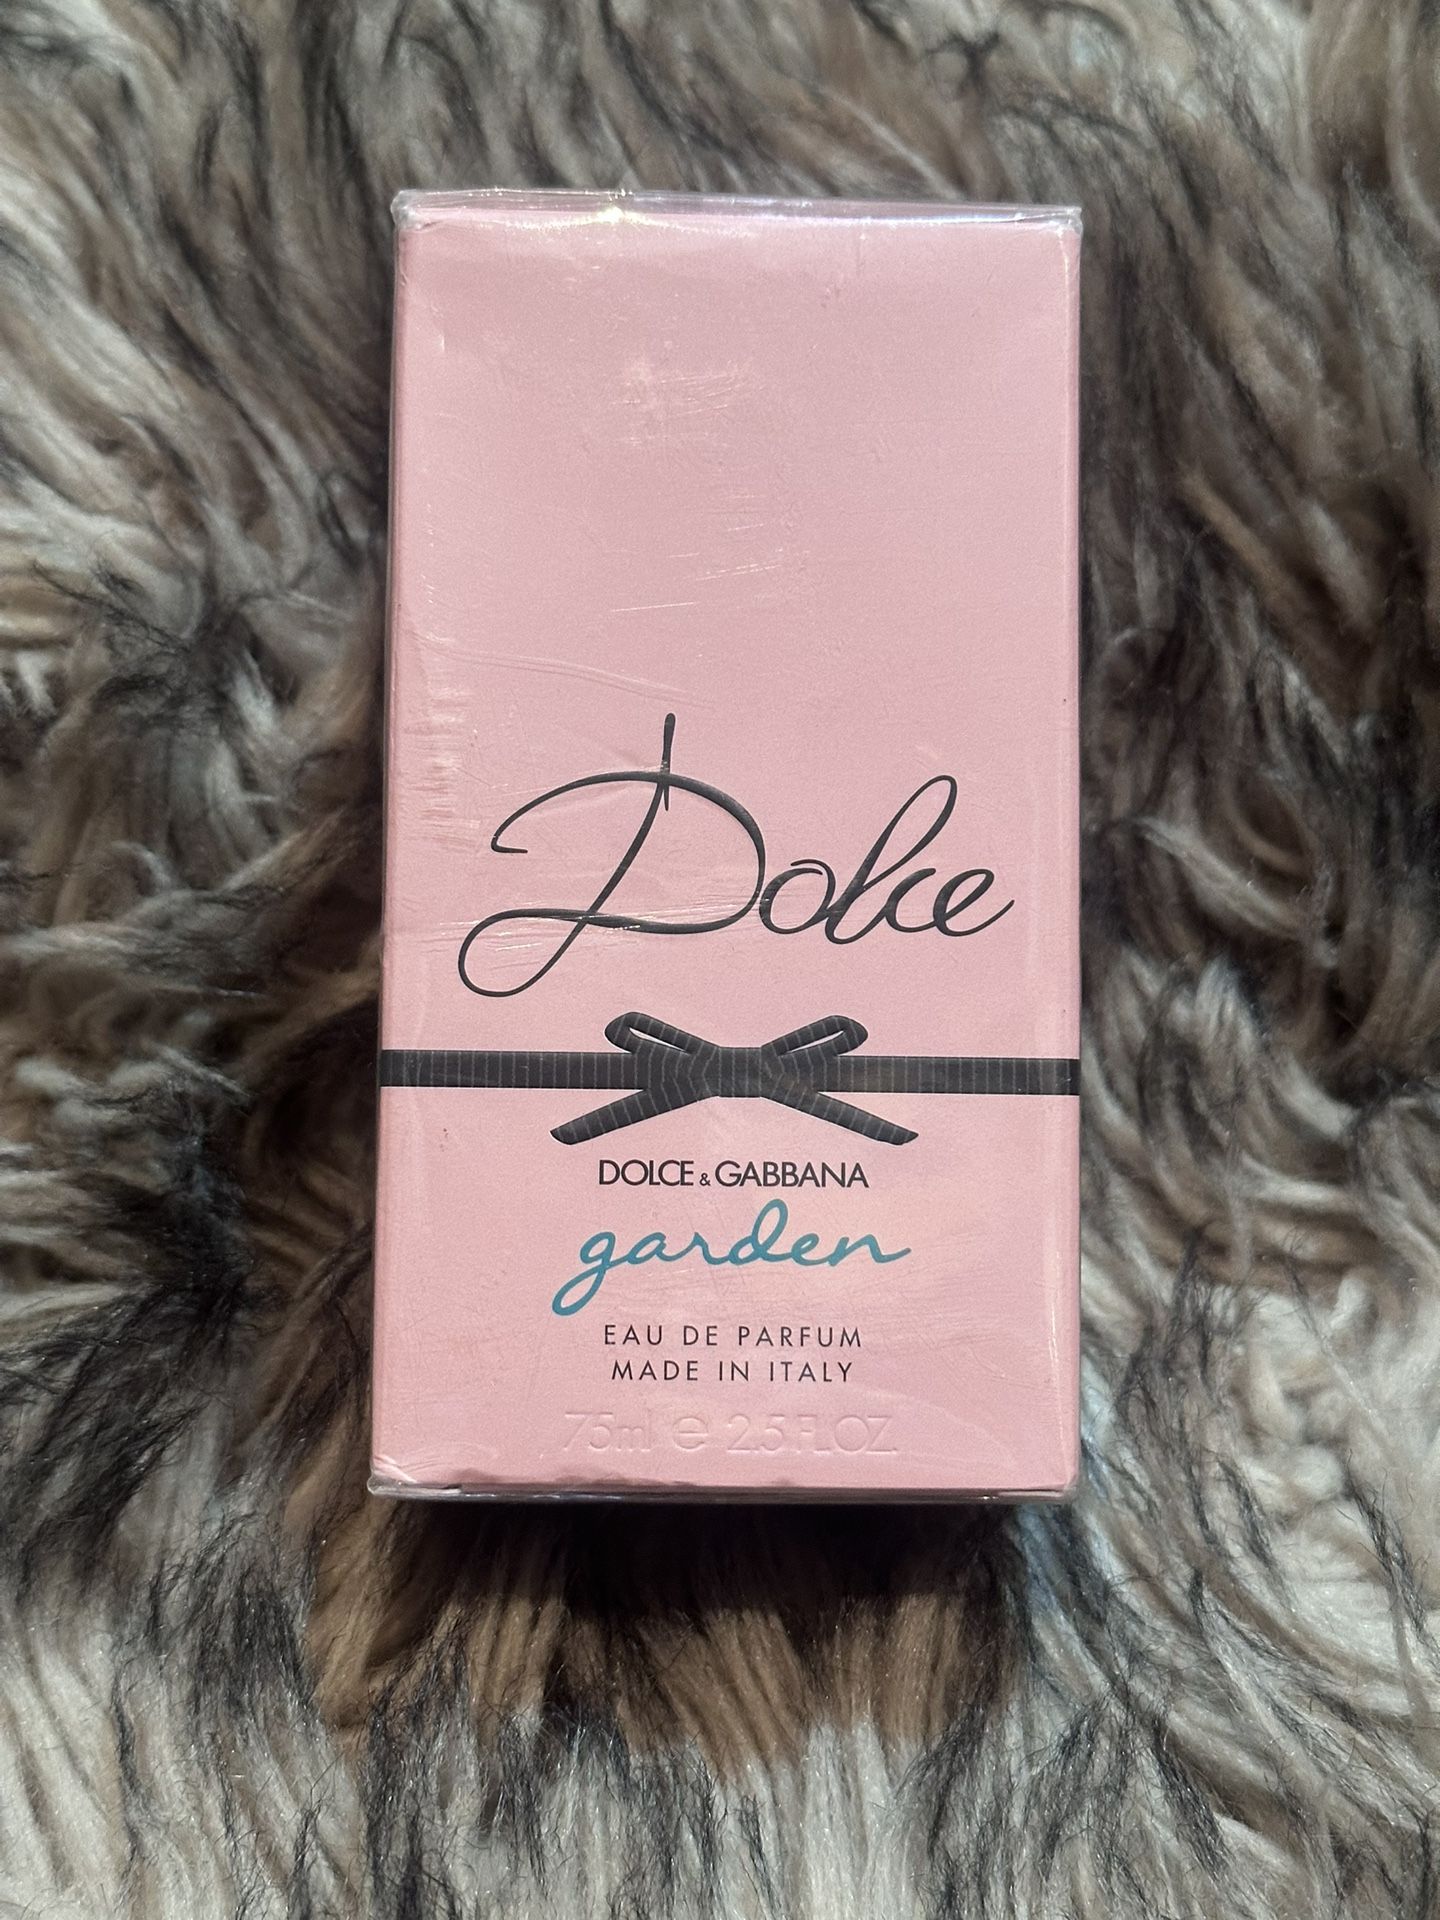 Dolce
DOLCE & GABBANA
garden
EAU DE PARFUM
MADE IN ITALY
75ml e 2.5 FL.OZ.